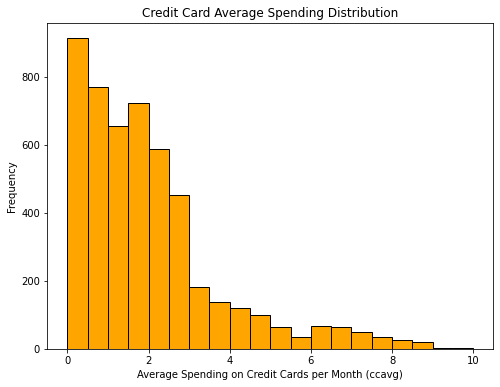 Credit Card Average Spending Distribution
Frequency
800
600
400
200
0
0 2 4 6 8 10
Average Spending on Credit Cards per Month (ccavg)